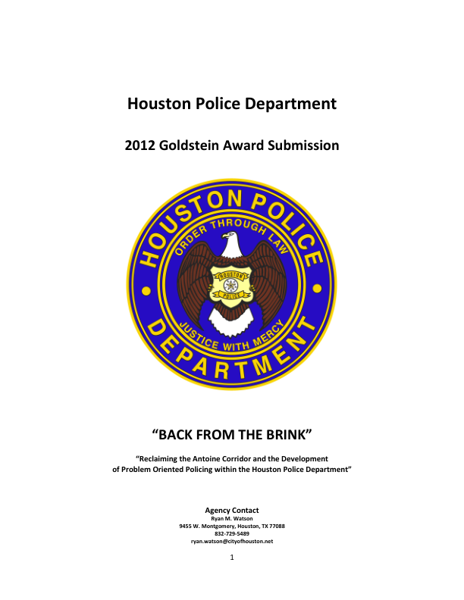 Houston Police Department
2012 Goldstein Award Submission
HOUSTON POLICE
ORDER THROUGH LAW
HOUSTON
POLICE
JUSTICE WITH MERCY
DEPARTMENT
“BACK FROM THE BRINK”
“Reclaiming the Antoine Corridor and the Development
of Problem Oriented Policing within the Houston Police Department”
Agency Contact
Ryan M. Watson
9455 W. Montgomery, Houston, TX 77088
832-729-5489
ryan.watson@cityofhouston.net
1